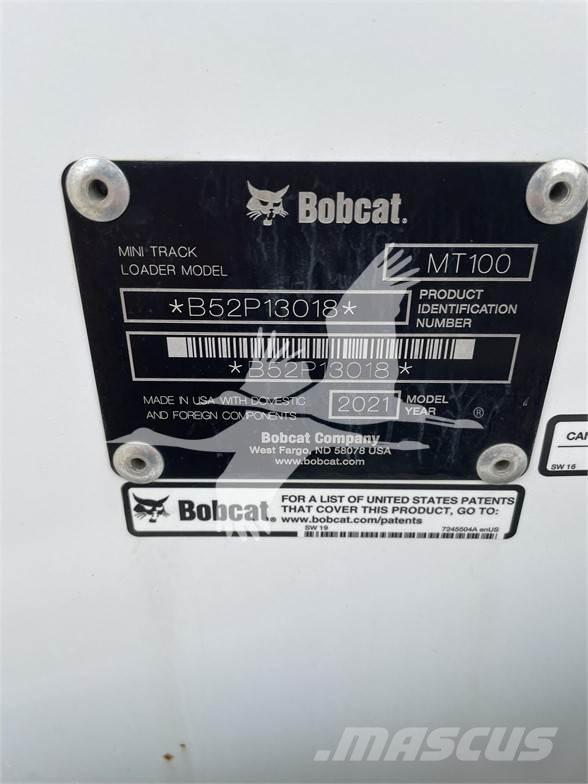 Bobcat®
MINI TRACK
LOADER MODEL
MT100
*B52P13018*
PRODUCT
IDENTIFICATION
NUMBER
*B52P13018*
MADE IN USA WITH DOMESTIC
AND FOREIGN COMPONENTS
2021
MODEL
YEAR
®
Bobcat Company
West Fargo, ND 58078 USA
www.bobcat.com
Bobcat®
FOR A LIST OF UNITED STATES PATENTS
THAT COVER THIS PRODUCT, GO TO:
www.bobcat.com/patents
SW 19
7245504A enUS
CAN
SW 16
MASCUS